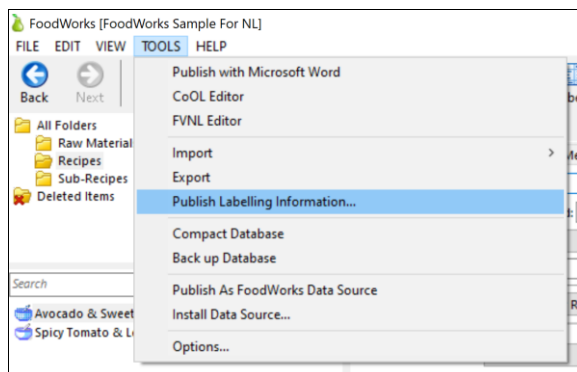 FoodWorks [FoodWorks Sample For NL]
FILE EDIT VIEW TOOLS HELP
Back Next
All Folders
Raw Material
Recipes
Sub-Recipes
Deleted Items
Search
Avocado & Sweet
Spicy Tomato &
Publish with Microsoft Word
CoOL Editor
FVNL Editor
Import
Export
Publish Labelling Information...
Compact Database
Back up Database
Publish As FoodWorks Data Source
Install Data Source...
Options...